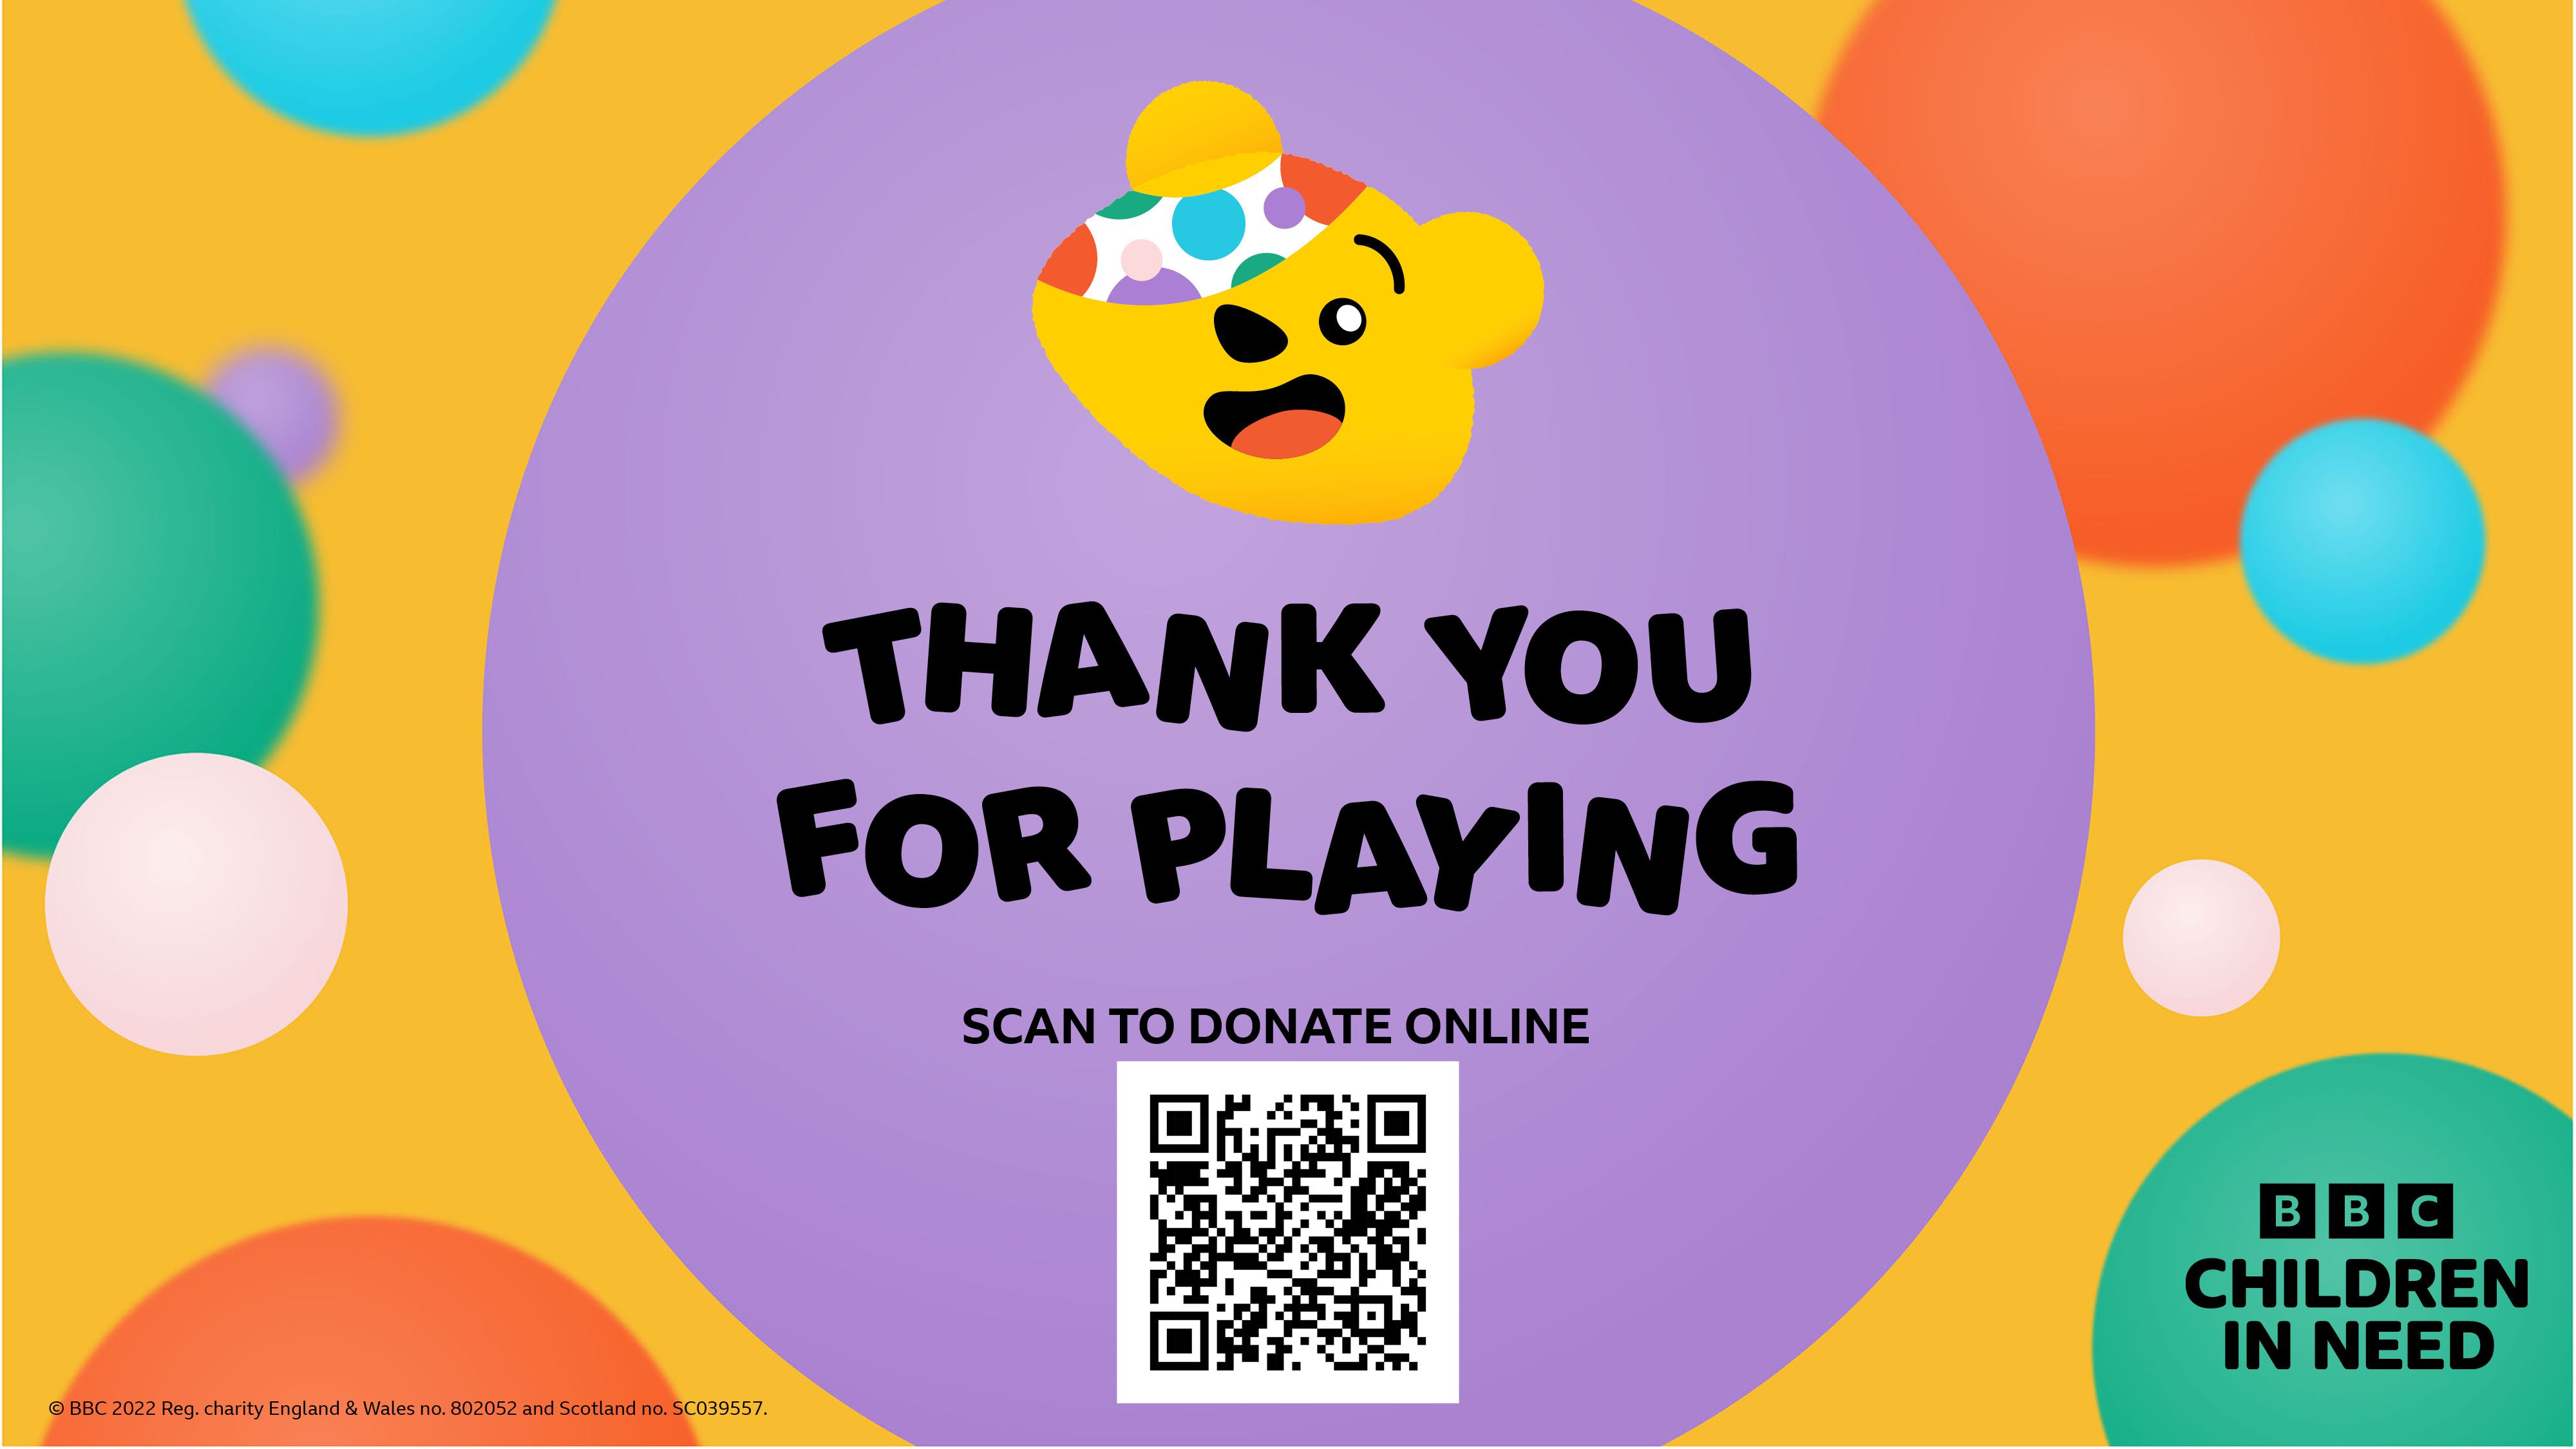 THANK YOU
FOR PLAYING
SCAN TO DONATE ONLINE
BBC
CHILDREN
IN NEED
© BBC 2022 Reg. charity England & Wales no. 802052 and Scotland no. SC039557.